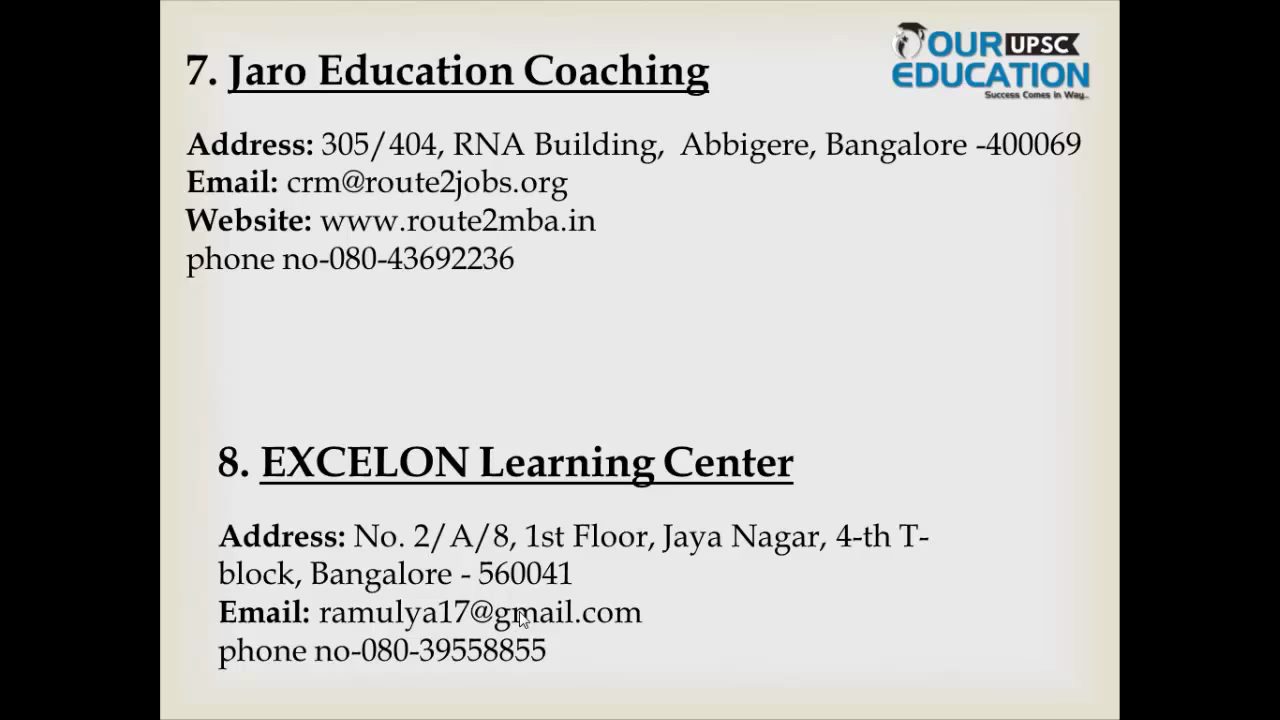 7. Jaro Education Coaching
OUR UPSC
EDUCATION
Success Comes in Way..
Address: 305/404, RNA Building, Abbigere, Bangalore -400069
Email: crm@route2jobs.org
Website: www.route2mba.in
phone no-080-43692236
8. EXCELON Learning Center
Address: No. 2/A/8, 1st Floor, Jaya Nagar, 4-th T-
block, Bangalore - 560041
Email: ramulya17@gmail.com
phone no-080-39558855